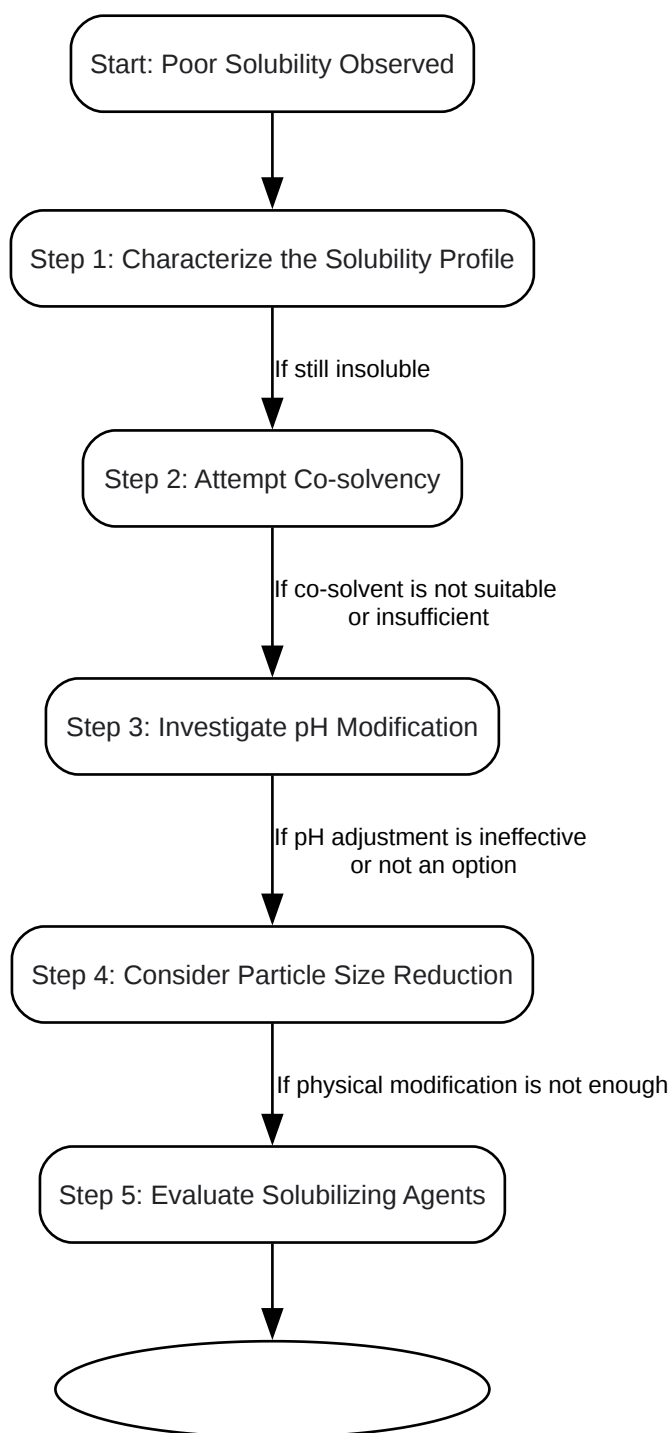 Start: Poor Solubility Observed
Step 1: Characterize the Solubility Profile
If still insoluble
Step 2: Attempt Co-solvency
If co-solvent is not suitable
or insufficient
Step 3: Investigate pH Modification
If pH adjustment is ineffective
or not an option
Step 4: Consider Particle Size Reduction
If physical modification is not enough
Step 5: Evaluate Solubilizing Agents